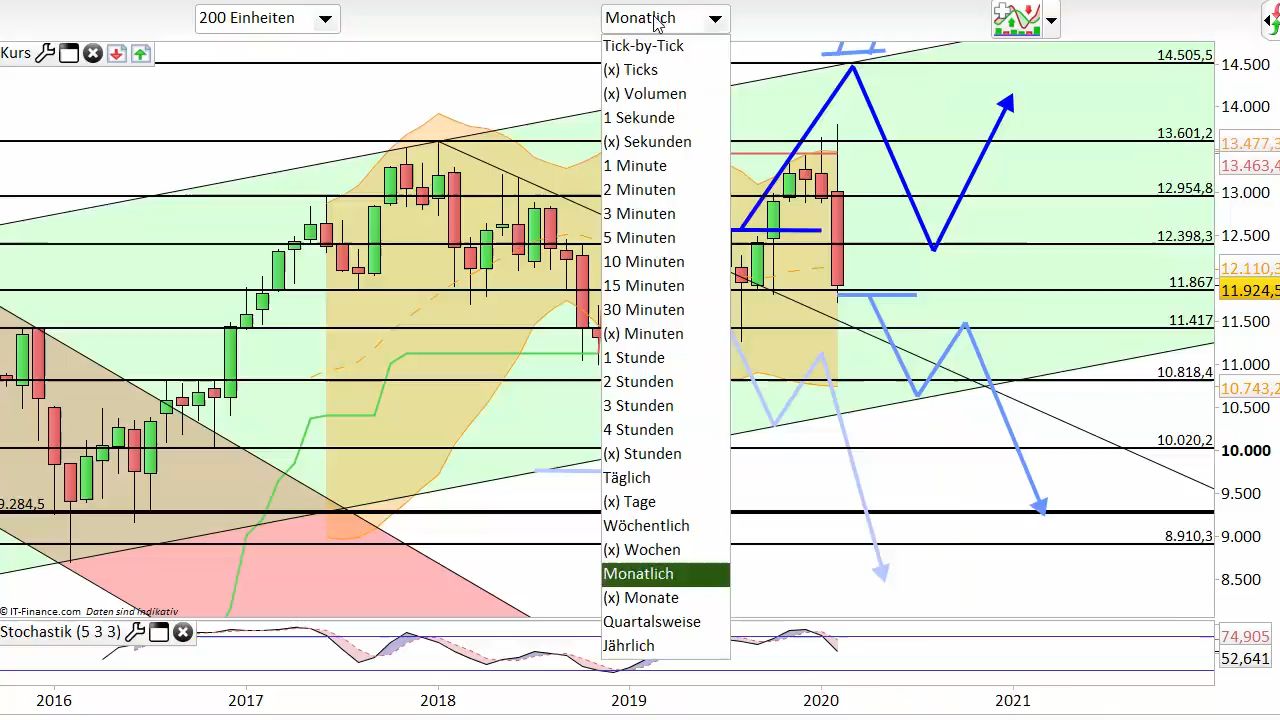 200 Einheiten
Monatlich
Kurs
Tick-by-Tick
(x) Ticks
(x) Volumen
1 Sekunde
(x) Sekunden
1 Minute
2 Minuten
3 Minuten
5 Minuten
10 Minuten
15 Minuten
30 Minuten
(x) Minuten
1 Stunde
2 Stunden
3 Stunden
4 Stunden
(x) Stunden
Täglich
(x) Tage
Wöchentlich
(x) Wochen
Monatlich
(x) Monate
Quartalsweise
Jährlich
14.505,5
13.601,2
12.954,8
12.398,3
11.867
11.417
10.818,4
10.020,2
9.284,5
8.910,3
14.500
14.000
13.477,3
13.463,4
13.000
12.500
12.110,3
11.924,5
11.500
11.000
10.743,2
10.500
10.000
9.500
9.000
8.500
© IT-Finance.com Daten sind indikativ
Stochastik (5 3 3)
74,905
52,641
2016
2017
2018
2019
2020
2021